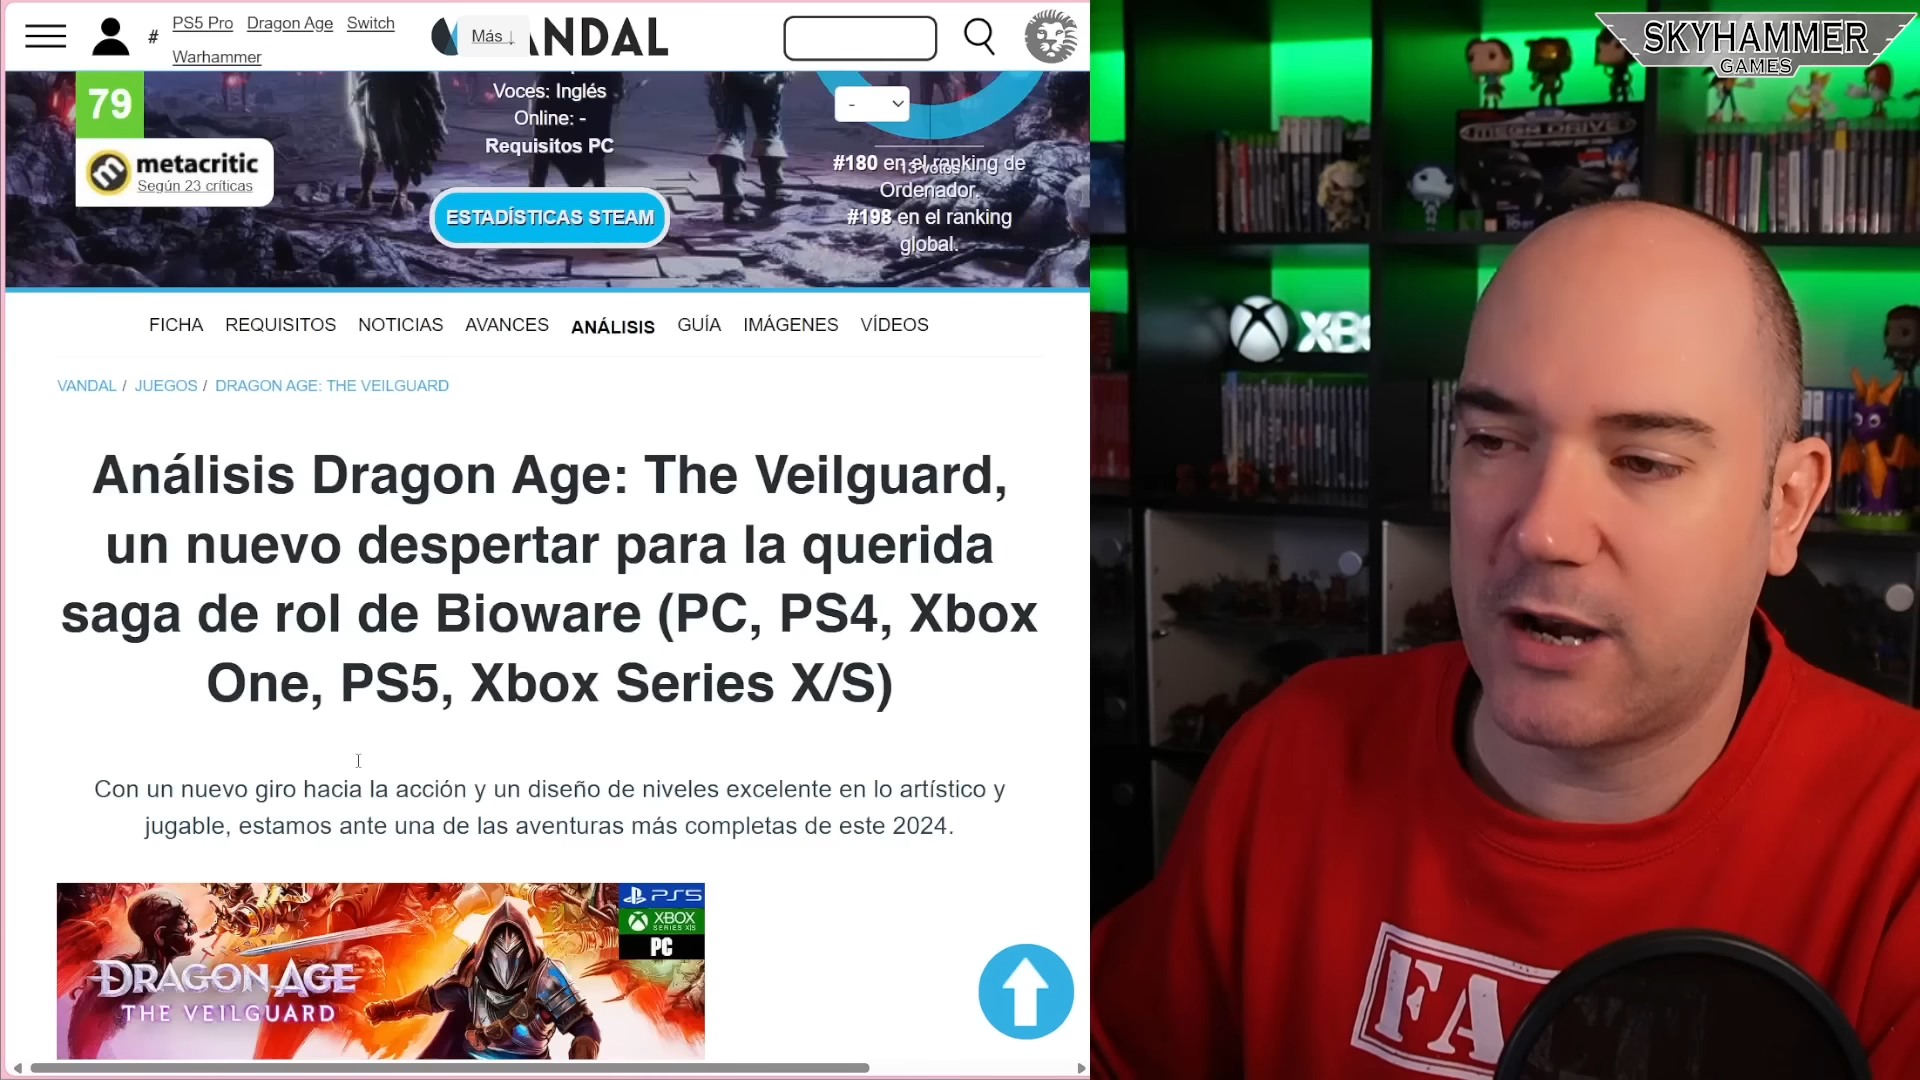 # PS5 Pro Dragon Age Switch
Warhammer
Más ↓
ANDAL
79
metacritic
Según 23 críticas
Voces: Inglés
Online: -
Requisitos PC
ESTADÍSTICAS STEAM
-
13 votos
#180 en el ranking de
Ordenador.
#198 en el ranking
global.
FICHA REQUISITOS NOTICIAS AVANCES ANÁLISIS GUÍA IMÁGENES VÍDEOS
VANDAL / JUEGOS / DRAGON AGE: THE VEILGUARD
Análisis Dragon Age: The Veilguard,
un nuevo despertar para la querida
saga de rol de Bioware (PC, PS4, Xbox
One, PS5, Xbox Series X/S)
Con un nuevo giro hacia la acción y un diseño de niveles excelente en lo artístico y
jugable, estamos ante una de las aventuras más completas de este 2024.
PS5
XBOX
SERIES X|S
PC
DRAGON AGE
THE VEILGUARD
SKYHAMMER
GAMES
MEGA DRIVE
XBO
FA